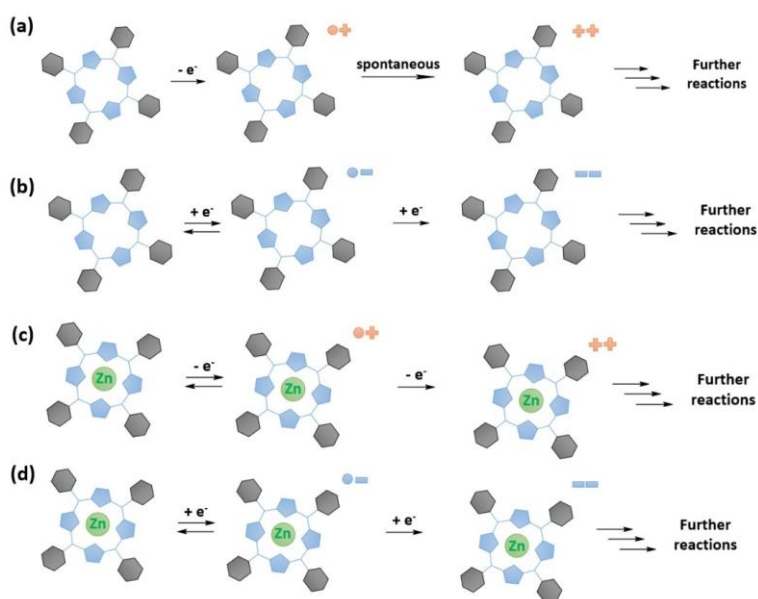 (a)
- e⁻
spontaneous
Further
reactions
(b)
+ e⁻
+ e⁻
Further
reactions
(c)
Zn
- e⁻
Zn
- e⁻
Zn
Further
reactions
(d)
Zn
+ e⁻
Zn
+ e⁻
Zn
Further
reactions